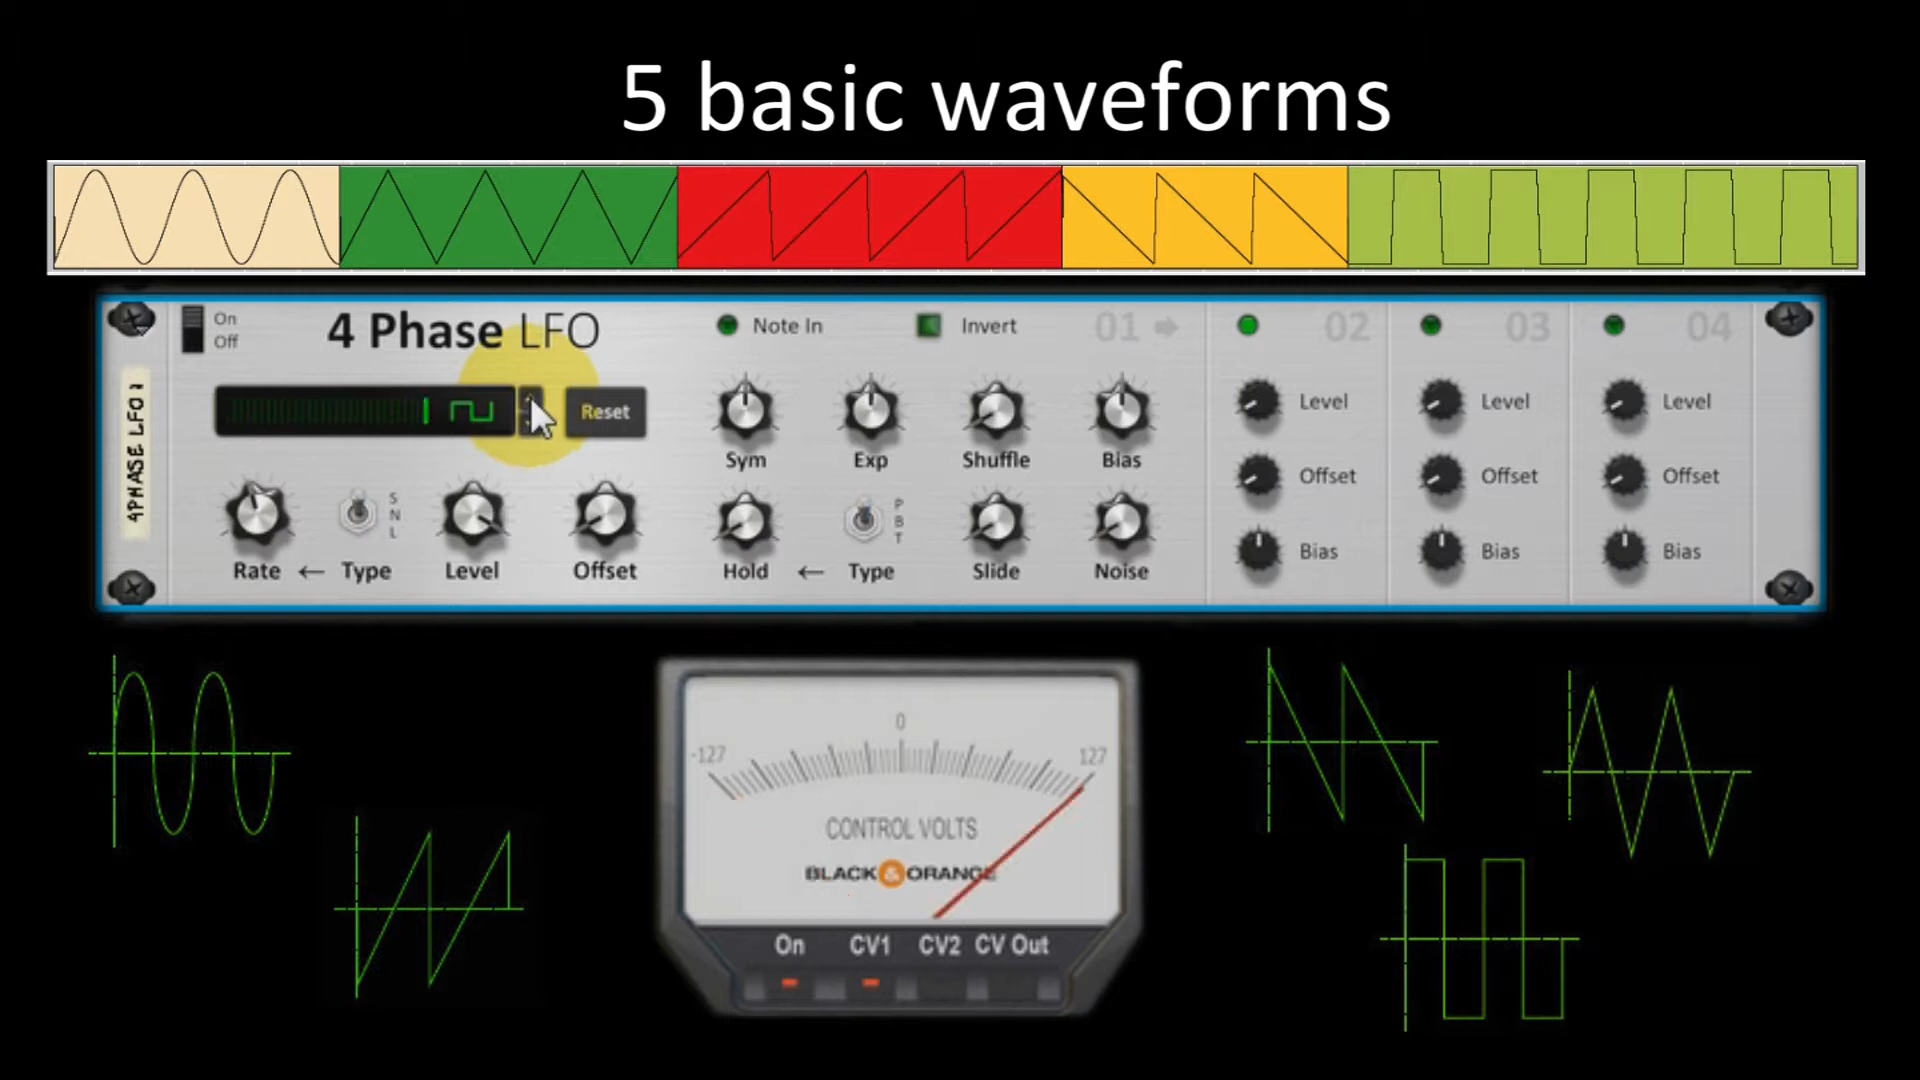 5 basic waveforms
On
Off
4 Phase LFO
Note In
Invert
01
02
03
04
4PHASE LFO 1
Reset
Sym
Exp
Shuffle
Bias
Level
Level
Level
Offset
Offset
Offset
Bias
Bias
Bias
S
N
L
P
B
T
Rate ← Type
Level
Offset
Hold ← Type
Slide
Noise
-127
0
127
CONTROL VOLTS
BLACK & ORANGE
On
CV1
CV2
CV Out